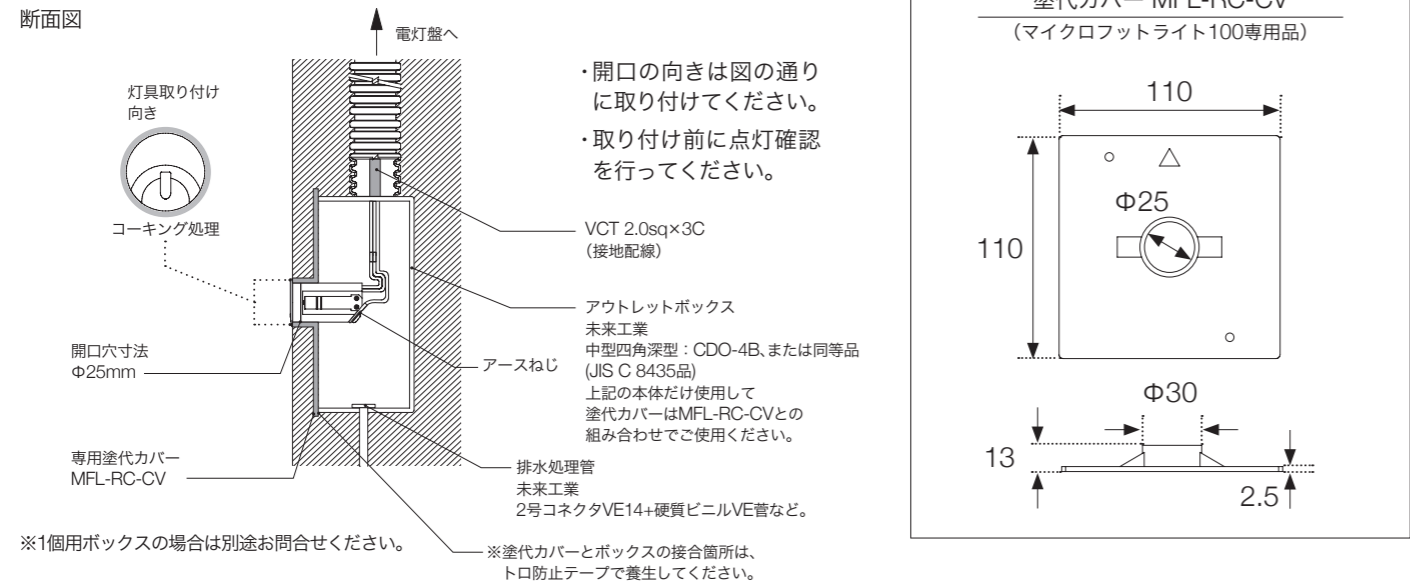 断面図
電灯盤へ
灯具取り付け
向き
コーキング処理
・開口の向きは図の通り
に取り付けてください。
・取り付け前に点灯確認
を行ってください。
VCT 2.0sq×3C
(接地配線)
アウトレットボックス
未来工業
中型四角深型:CDO-4B、または同等品
(JIS C 8435品)
上記の本体だけ使用して
塗代カバーはMFL-RC-CVとの
組み合わせでご使用ください。
開口穴寸法
Φ25mm
アースねじ
専用塗代カバー
MFL-RC-CV
排水処理管
未来工業
2号コネクタVE14+硬質ビニルVE菅など。
※1個用ボックスの場合は別途お問合せください。
※塗代カバーとボックスの接合箇所は、
トロ防止テープで養生してください。
塗代カバー MFL-RC-CV
(マイクロフットライト100専用品)
110
Φ25
110
Φ30
13
2.5